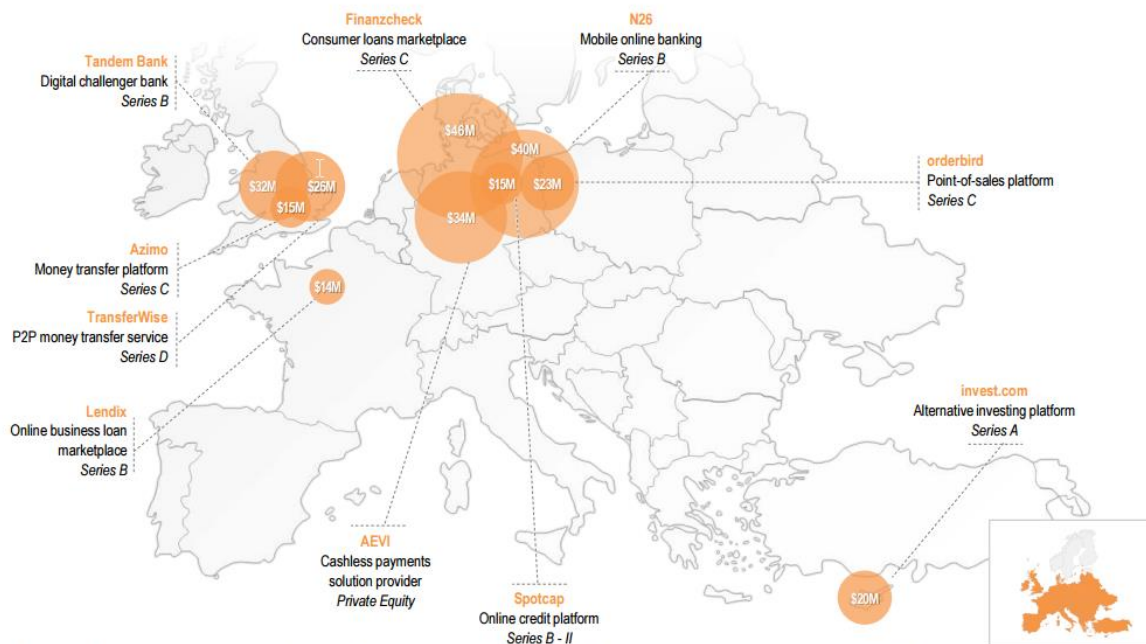 Finanzcheck
Consumer loans marketplace
Series C
N26
Mobile online banking
Series B
Tandem Bank
Digital challenger bank
Series B
$46M
$40M
$32M
$26M
$15M
$15M
$23M
$34M
orderbird
Point-of-sales platform
Series C
Azimo
Money transfer platform
Series C
$14M
TransferWise
P2P money transfer service
Series D
Lendix
Online business loan
marketplace
Series B
invest.com
Alternative investing platform
Series A
AEVI
Cashless payments
solution provider
Private Equity
Spotcap
Online credit platform
Series B - II
$20M